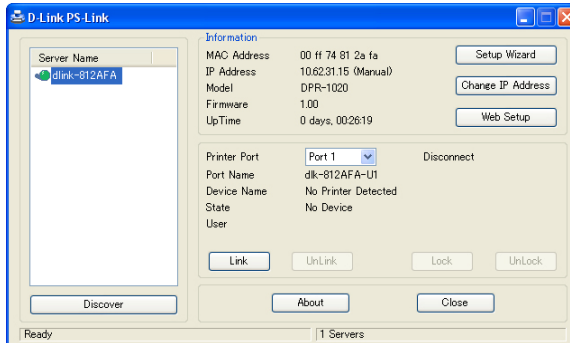 D-Link PS-Link
Server Name
dlink-812AFA
Discover
Information
MAC Address 00 ff 74 81 2a fa
IP Address 10.62.31.15 (Manual)
Model DPR-1020
Firmware 1.00
UpTime 0 days, 00:26:19
Setup Wizard
Change IP Address
Web Setup
Printer Port Port 1 Disconnect
Port Name dlk-812AFA-U1
Device Name No Printer Detected
State No Device
User
Link UnLink Lock UnLock
About Close
Ready 1 Servers